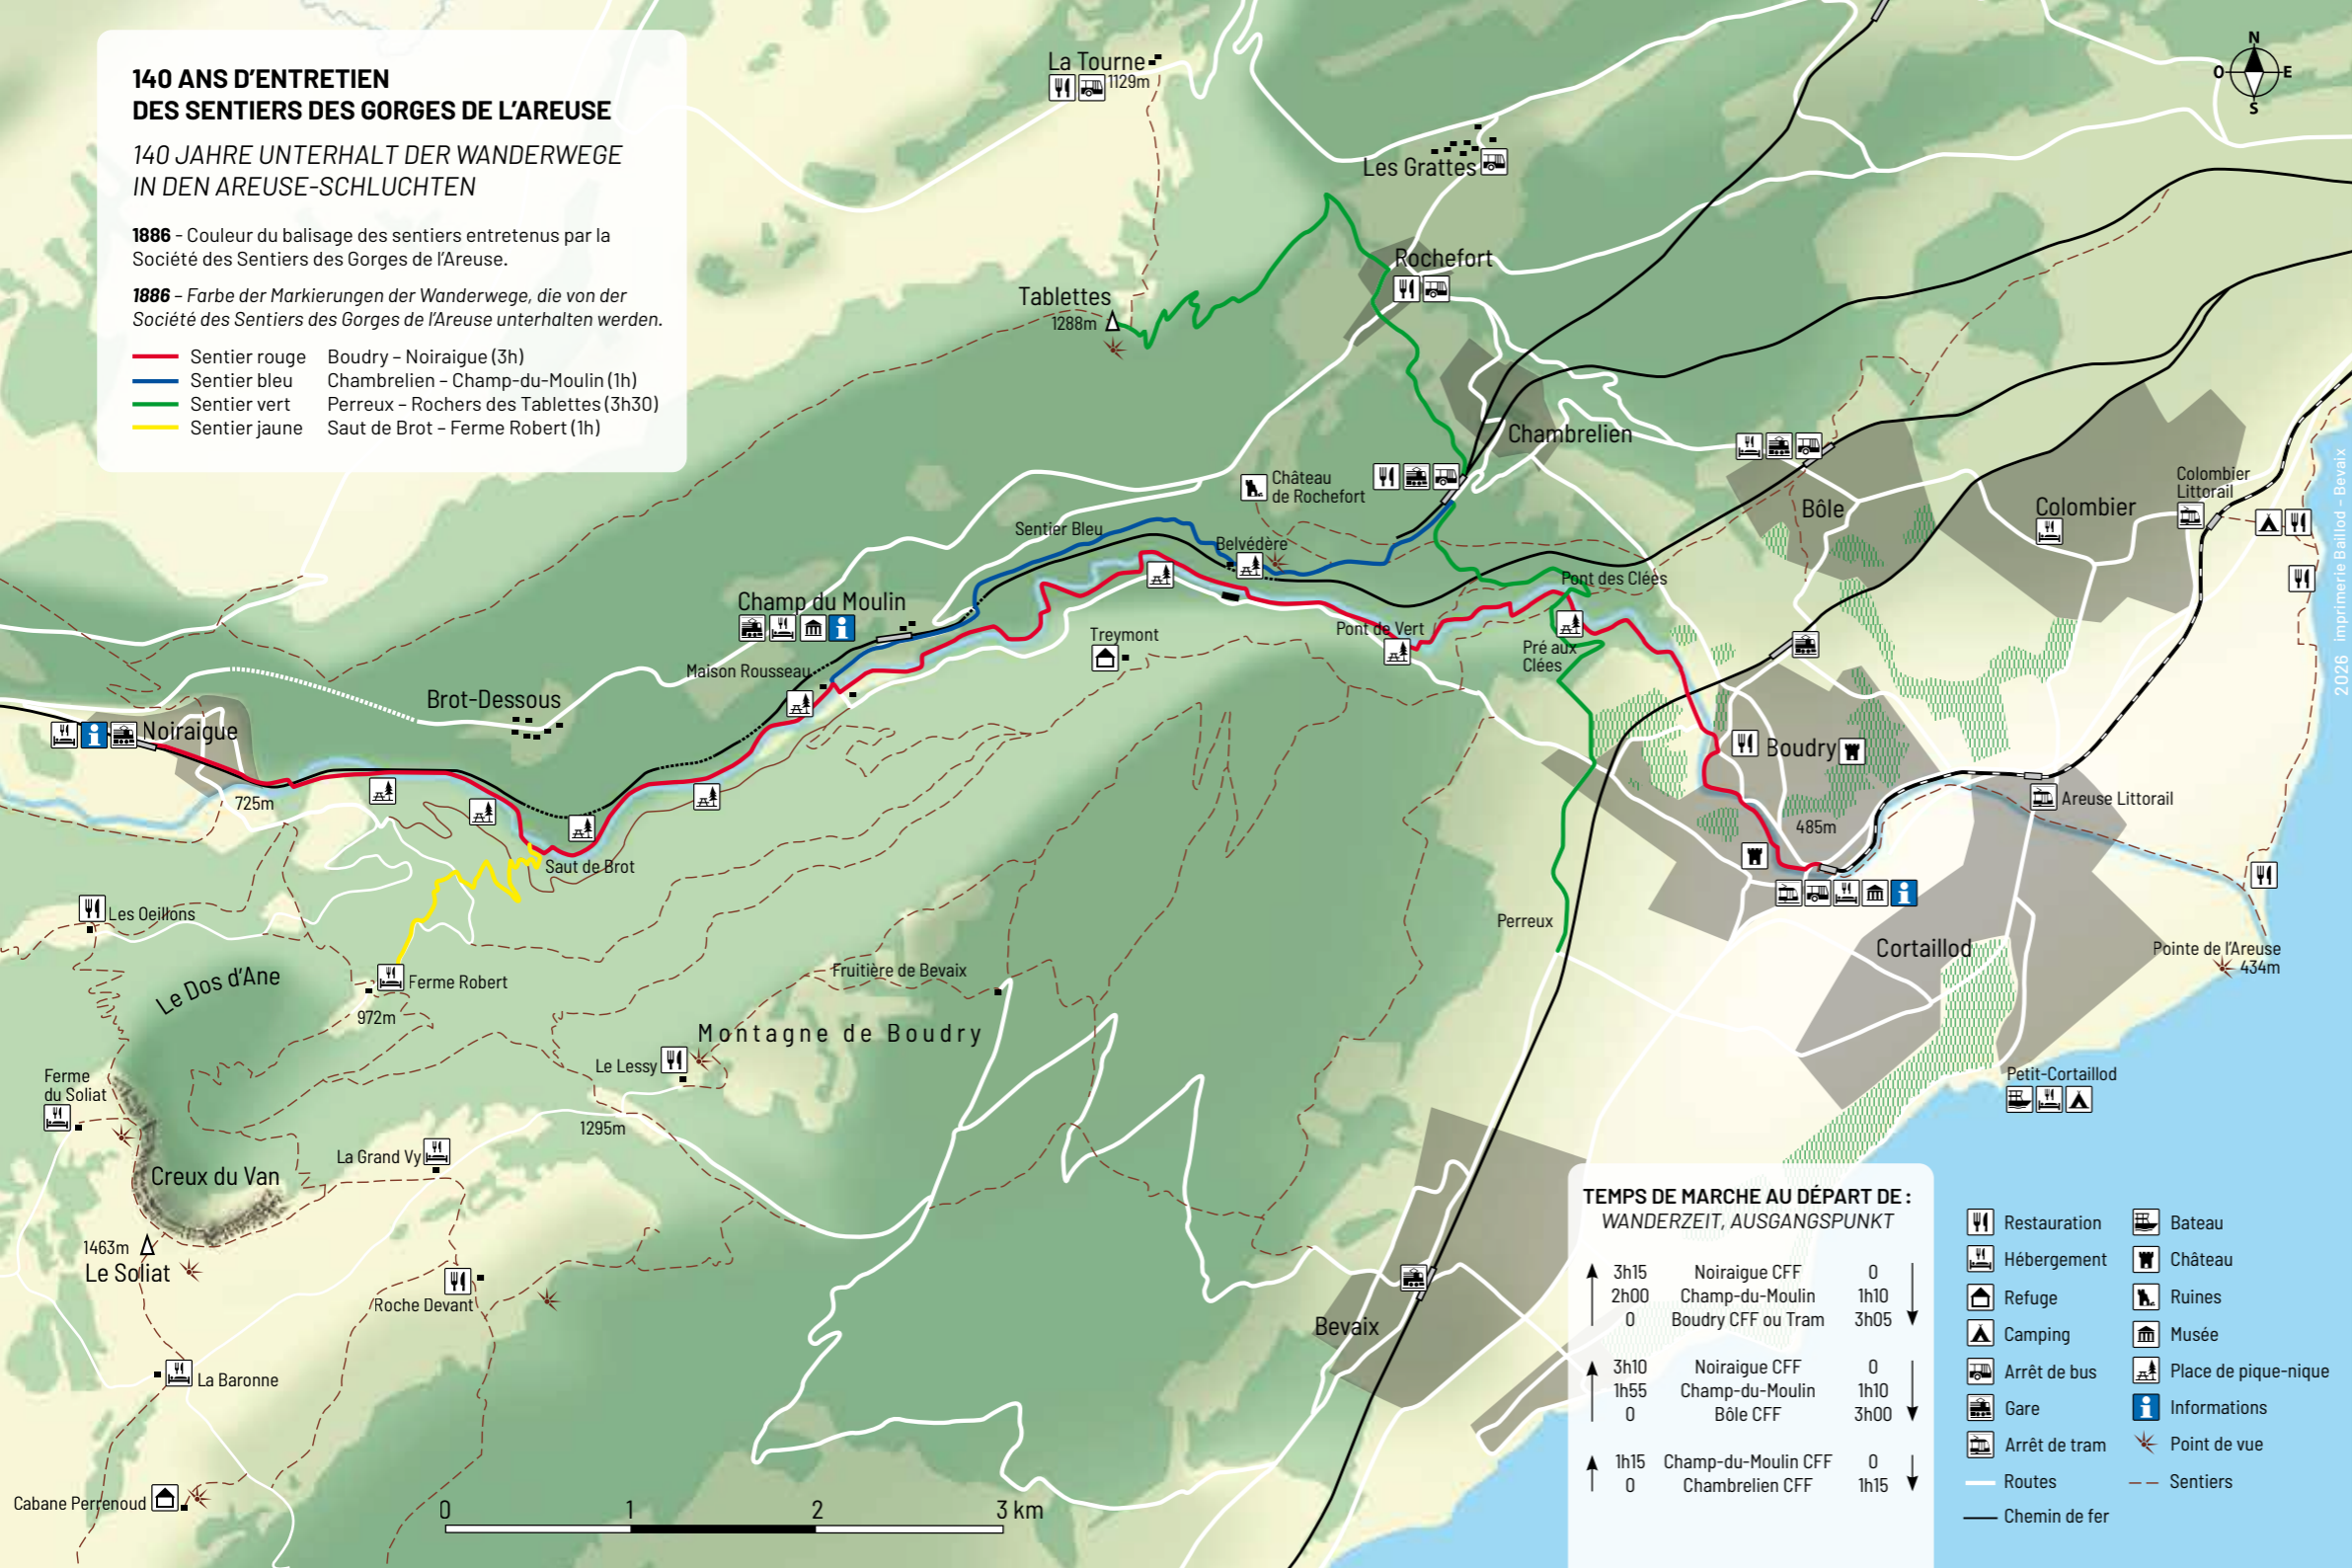 140 ANS D'ENTRETIEN
DES SENTIERS DES GORGES DE L'AREUSE
140 JAHRE UNTERHALT DER WANDERWEGE
IN DEN AREUSE-SCHLUCHTEN
1886 - Couleur du balisage des sentiers entretenus par la
Société des Sentiers des Gorges de l'Areuse.
1886 – Farbe der Markierungen der Wanderwege, die von der
Société des Sentiers des Gorges de l'Areuse unterhalten werden.
Sentier rouge Boudry – Noiraigue (3h)
Sentier bleu Chambrelien – Champ-du-Moulin (1h)
Sentier vert Perreux – Rochers des Tablettes (3h30)
Sentier jaune Saut de Brot – Ferme Robert (1h)
La Tourne
1129m
N
O E
S
Les Grattes
Rochefort
Tablettes
1288m
Chambrelien
Château
de Rochefort
Colombier
Littorail
Bôle
Colombier
Sentier Bleu
Belvédère
Pont des Clées
Champ du Moulin
Treymont
Pont de Vert
Pré aux
Clées
Maison Rousseau
Brot-Dessous
Noiraigue
725m
Boudry
Areuse Littorail
485m
Saut de Brot
Les Oeillons
Perreux
Cortaillod
Pointe de l'Areuse
434m
Le Dos d'Ane
Ferme Robert
972m
Fruitière de Bevaix
Montagne de Boudry
Le Lessy
Ferme
du Soliat
Petit-Cortaillod
1295m
La Grand Vy
Creux du Van
1463m
Le Soliat
Roche Devant
Bevaix
La Baronne
Cabane Perrenoud
0 1 2 3 km
TEMPS DE MARCHE AU DÉPART DE :
WANDERZEIT, AUSGANGSPUNKT
3h15 Noiraigue CFF 0
2h00 Champ-du-Moulin 1h10
0 Boudry CFF ou Tram 3h05
3h10 Noiraigue CFF 0
1h55 Champ-du-Moulin 1h10
0 Bôle CFF 3h00
1h15 Champ-du-Moulin CFF 0
0 Chambrelien CFF 1h15
Restauration
Hébergement
Refuge
Camping
Arrêt de bus
Gare
Arrêt de tram
Routes
Chemin de fer
Bateau
Château
Ruines
Musée
Place de pique-nique
Informations
Point de vue
Sentiers
2026 imprimerie Baillod - Bevaix